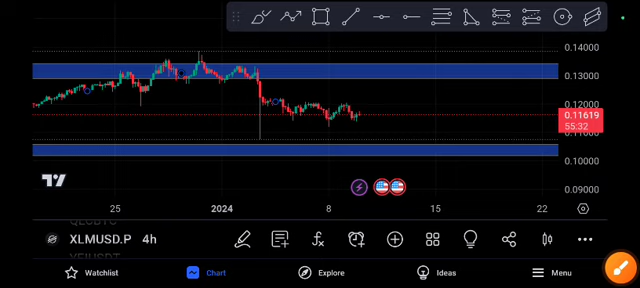 0.14000
0.13000
0.12000
0.11619
55:32
0.11000
0.10000
0.09000
25
2024
8
15
22
XLMUSD.P 4h
Watchlist
Chart
Explore
Ideas
Menu